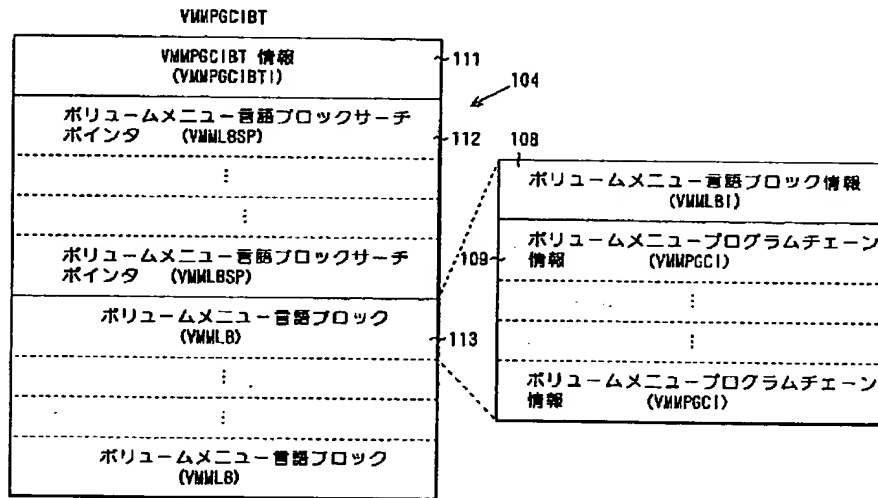 VMMPGCIBT
VMMPGCIBT 情報
(VMMPGCIBTI)
111
104
ボリュームメニュー言語ブロックサーチ
ポインタ (VMMLBSP)
112
⋮
⋮
ボリュームメニュー言語ブロックサーチ
ポインタ (VMMLBSP)
ボリュームメニュー言語ブロック
(VMMLB)
113
⋮
⋮
ボリュームメニュー言語ブロック
(VMMLB)
108
ボリュームメニュー言語ブロック情報
(VMMLBI)
109
ボリュームメニュープログラムチェーン
情報 (VMMPGCI)
⋮
⋮
ボリュームメニュープログラムチェーン
情報 (VMMPGCI)